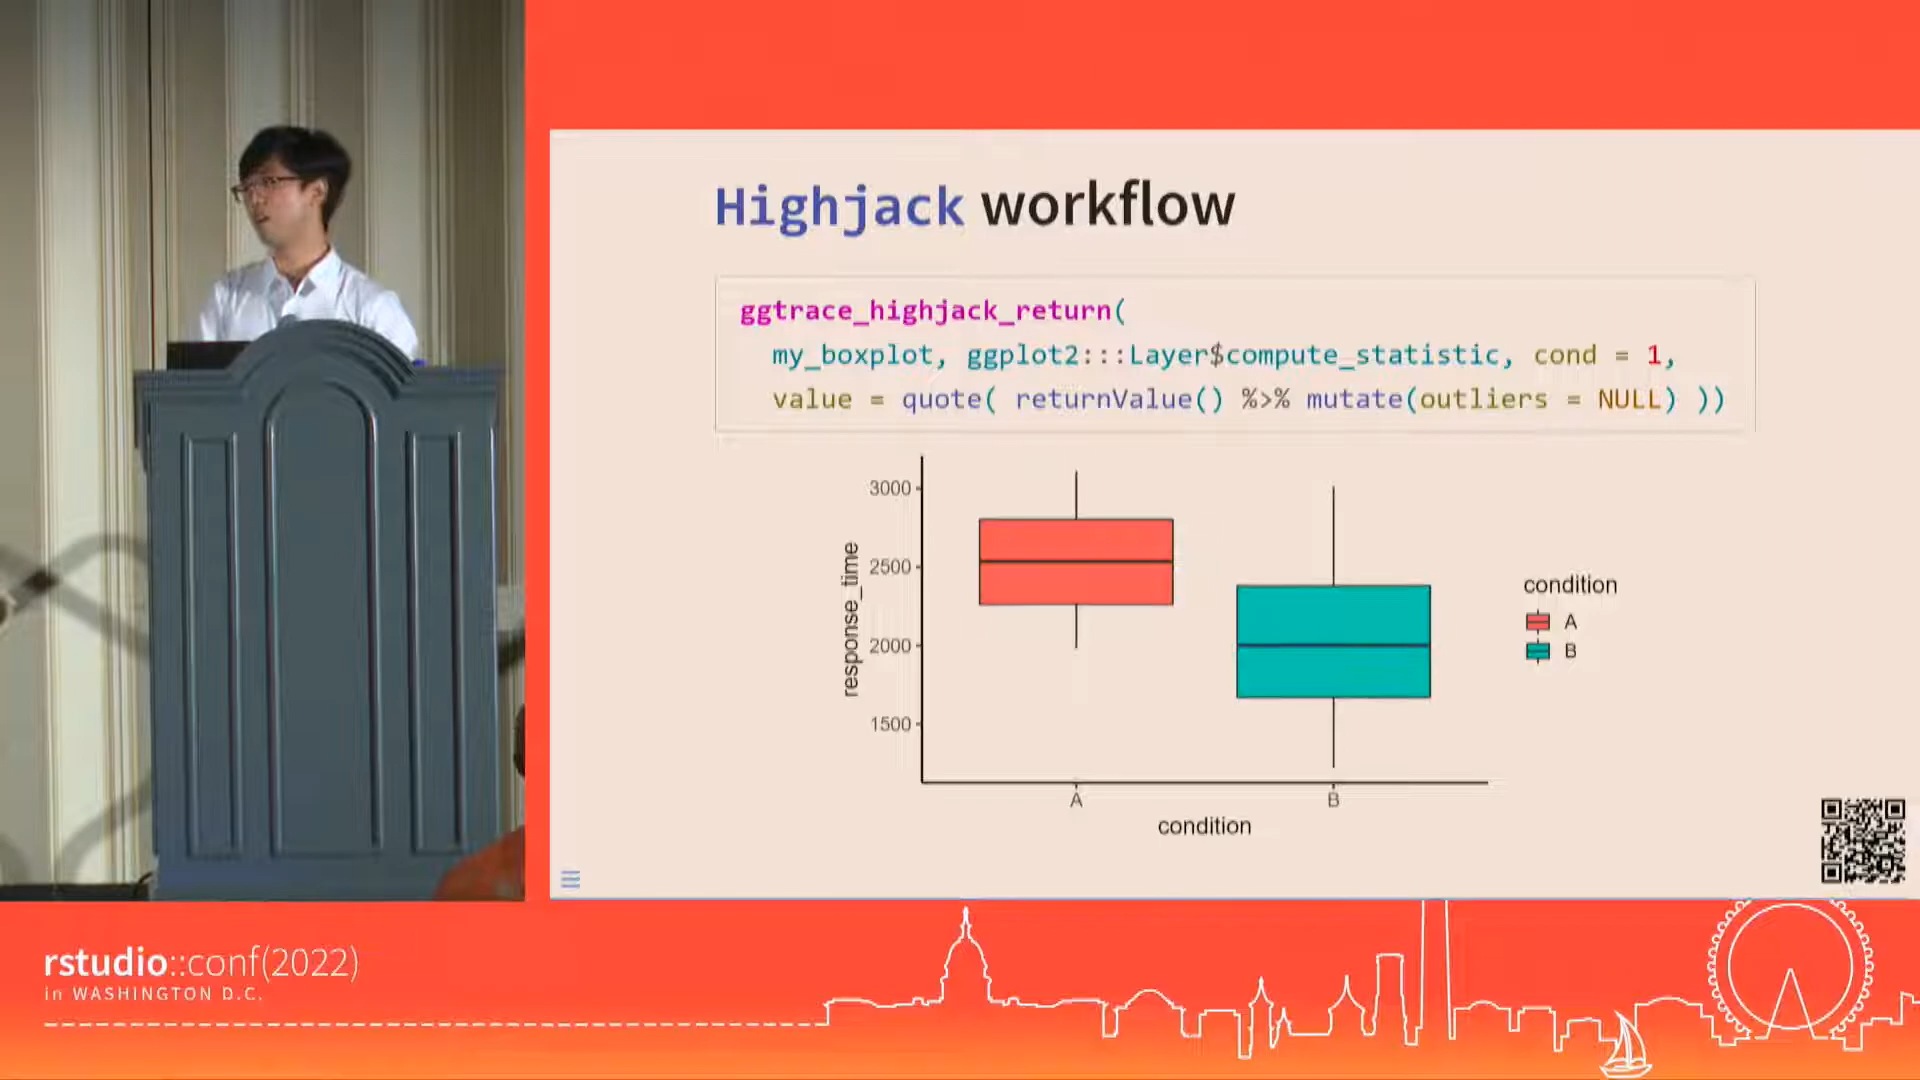 Highjack workflow
ggtrace_highjack_return(
my_boxplot, ggplot2:::Layer$compute_statistic, cond = 1,
value = quote( returnValue() %>% mutate(outliers = NULL) ))
3000
2500
2000
1500
response_time
A
B
condition
condition
A
B
rstudio::conf(2022)
in WASHINGTON D.C.